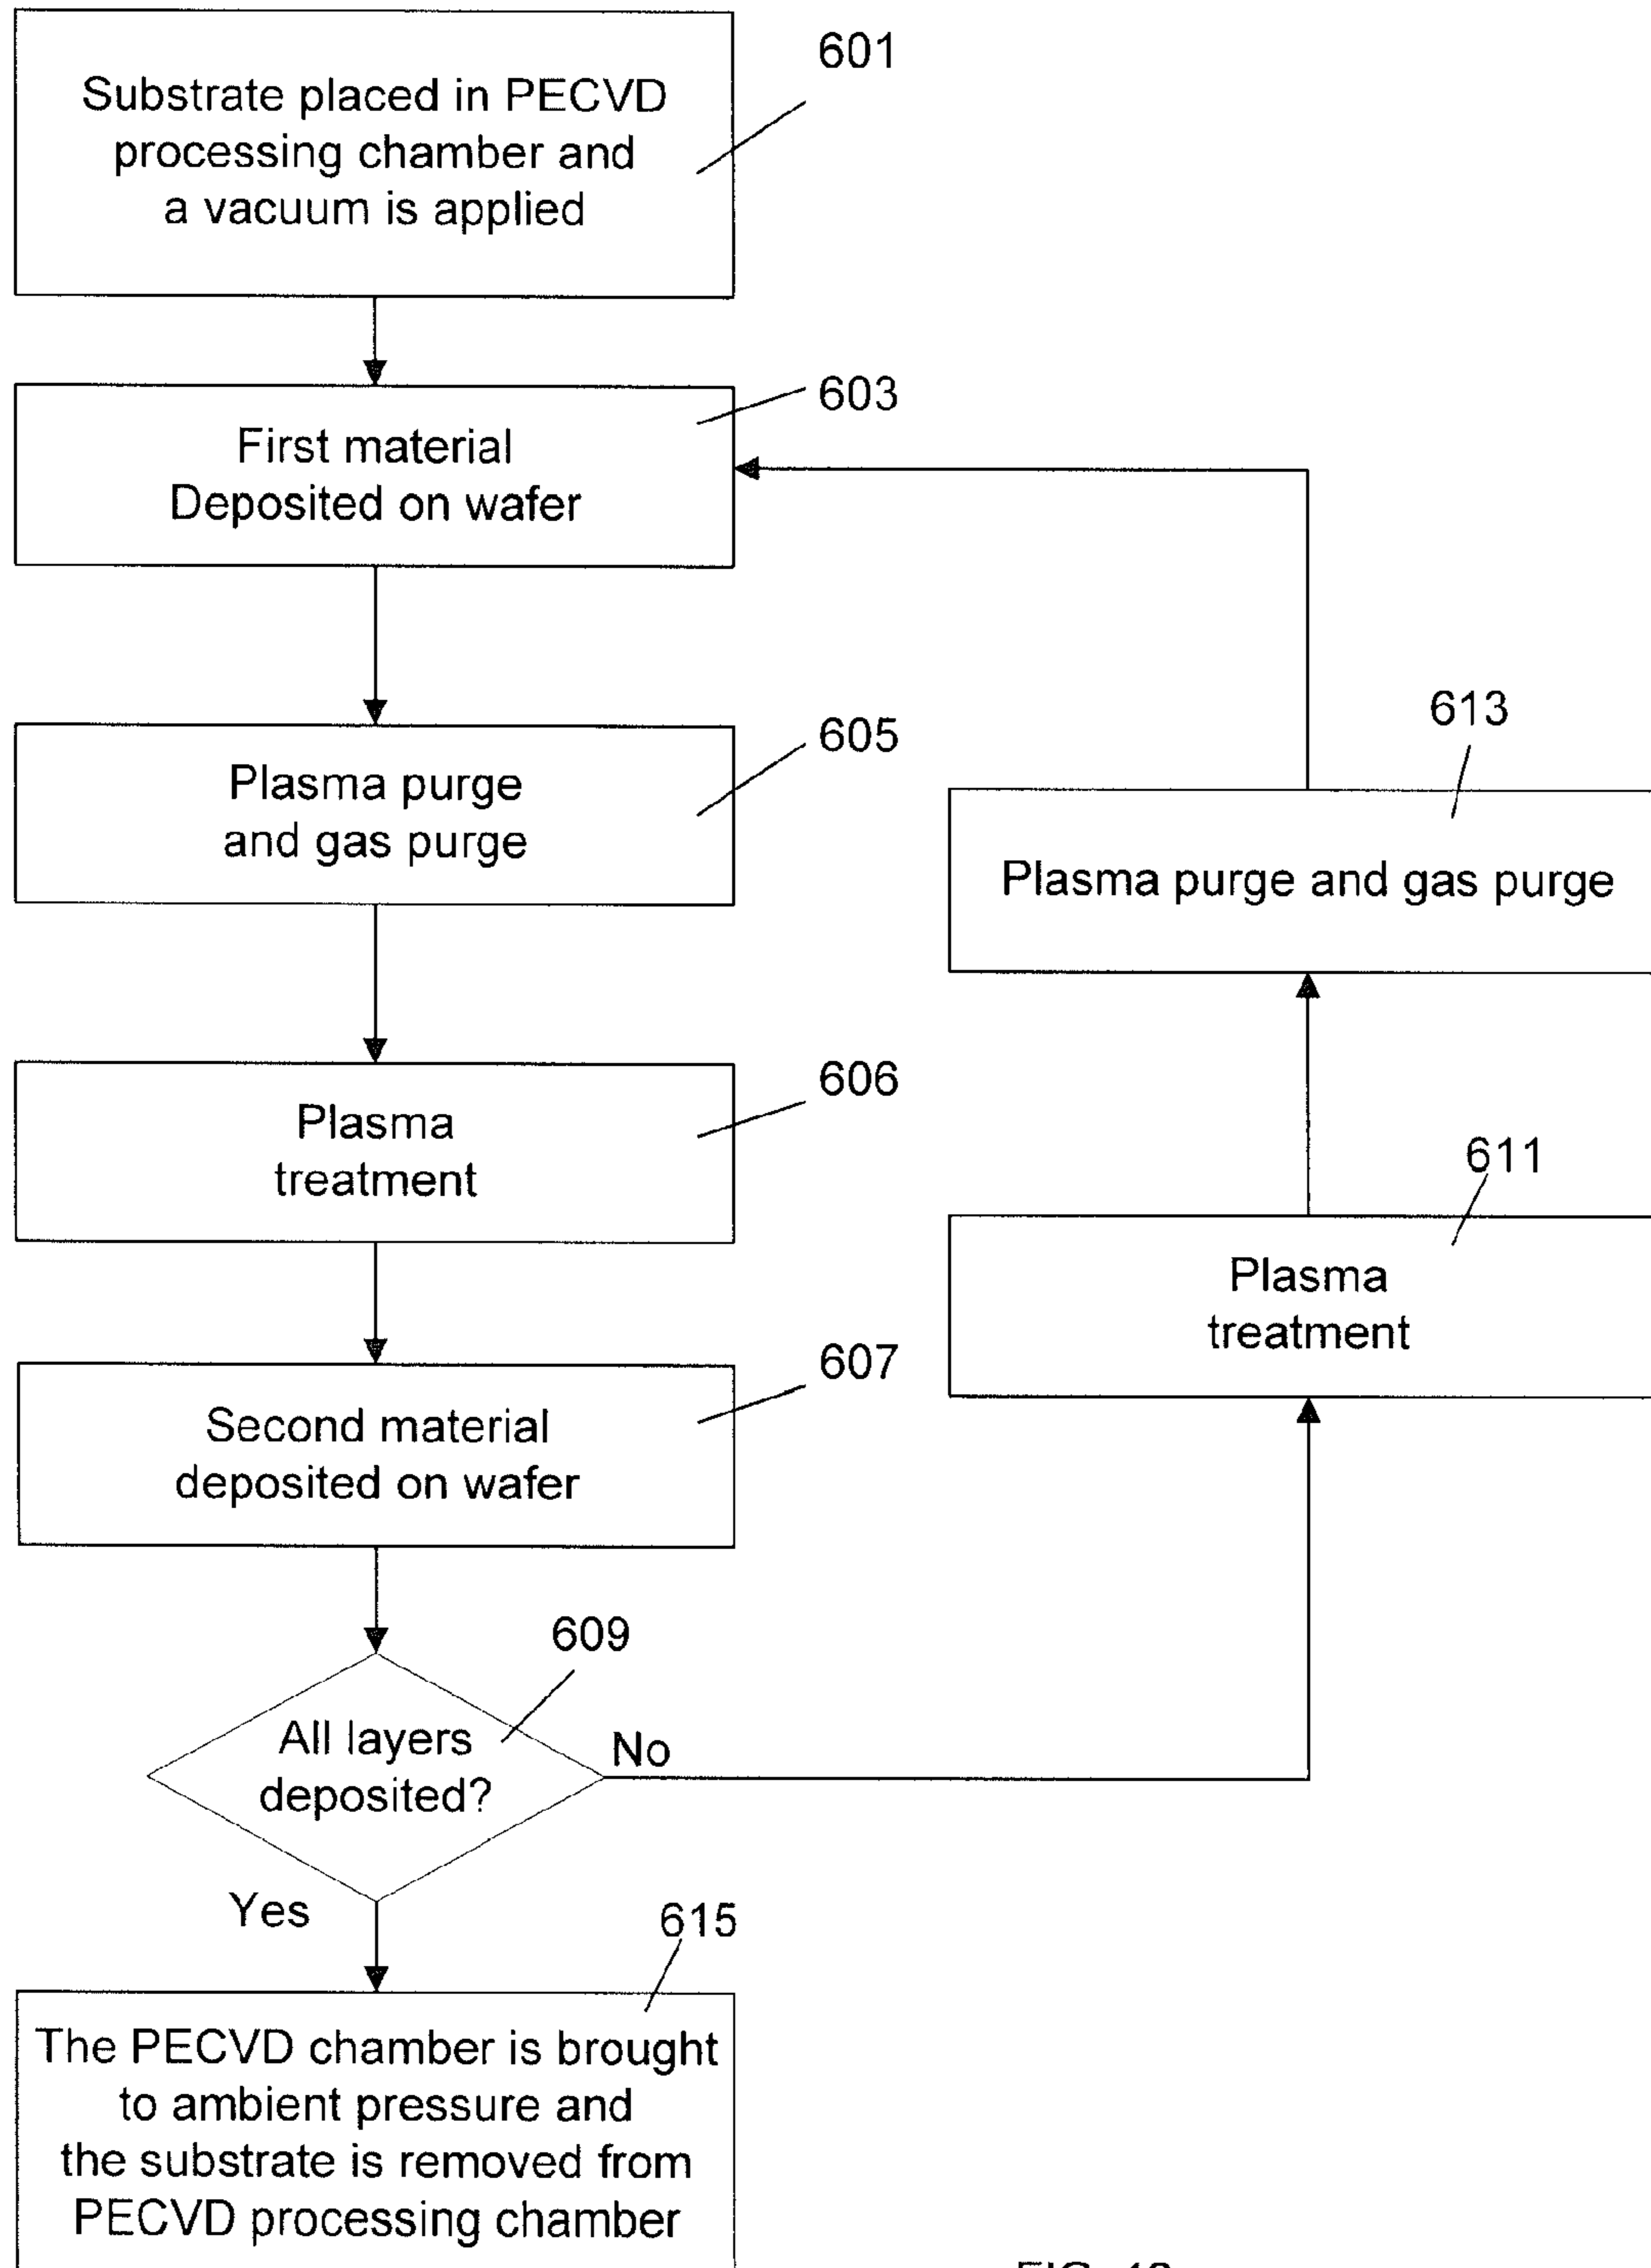 Substrate placed in PECVD
processing chamber and
a vacuum is applied
601
First material
Deposited on wafer
603
Plasma purge
and gas purge
605
Plasma
treatment
606
Second material
deposited on wafer
607
All layers
deposited?
609
No
Yes
Plasma
treatment
611
Plasma purge and gas purge
613
The PECVD chamber is brought
to ambient pressure and
the substrate is removed from
PECVD processing chamber
615